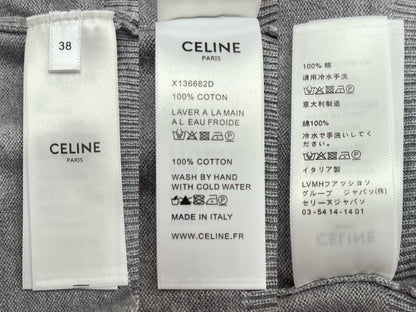 38
CELINE
PARIS
CELINE
PARIS
X136682D
100% COTTON
LAVER A LA MAIN
A L EAU FROIDE
100% COTTON
WASH BY HAND
WITH COLD WATER
MADE IN ITALY
WWW.CELINE.FR
100% 棉
请用冷水手洗
意大利制造
綿100%
冷水で手洗いしてく
ださい。
イタリア製
LVMHファッション
グループ ジャパン(株)
セリーヌジャパン
03-5414-1401